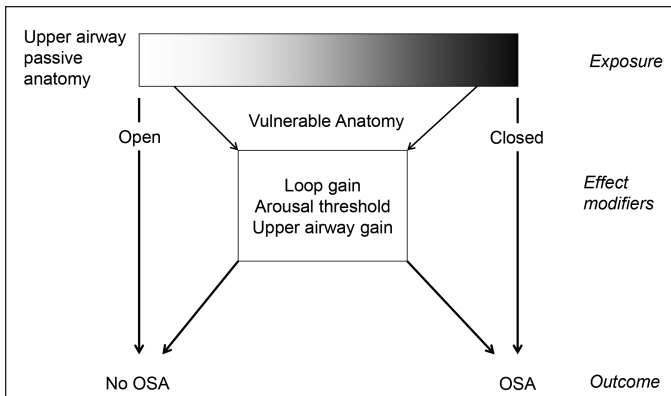 Upper airway
passive
anatomy
Exposure
Vulnerable Anatomy
Open
Closed
Loop gain
Arousal threshold
Upper airway gain
Effect
modifiers
No OSA
OSA
Outcome